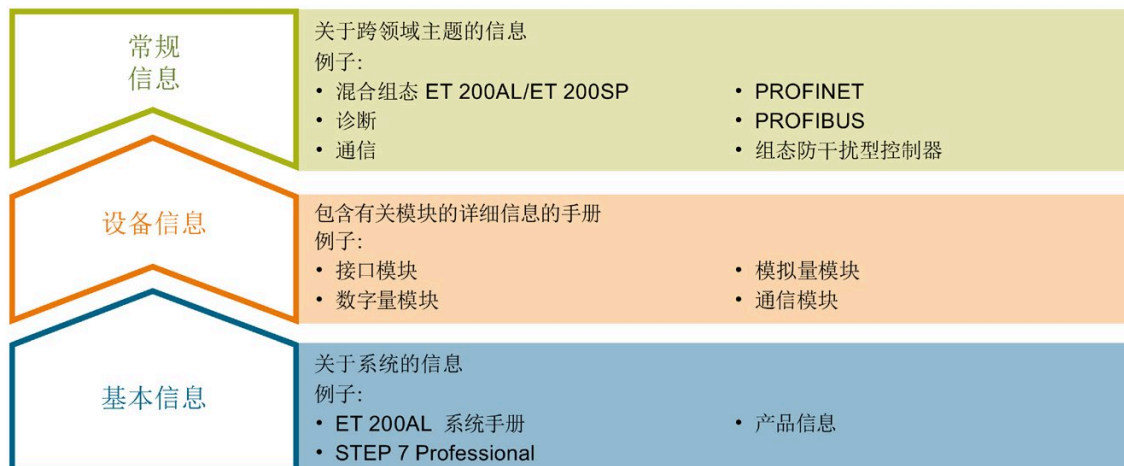 常规
信息
关于跨领域主题的信息
例子:
• 混合组态 ET 200AL/ET 200SP
• 诊断
• 通信
• PROFINET
• PROFIBUS
• 组态防干扰型控制器
设备信息
包含有关模块的详细信息的手册
例子:
• 接口模块
• 数字量模块
• 模拟量模块
• 通信模块
基本信息
关于系统的信息
例子:
• ET 200AL 系统手册
• STEP 7 Professional
• 产品信息